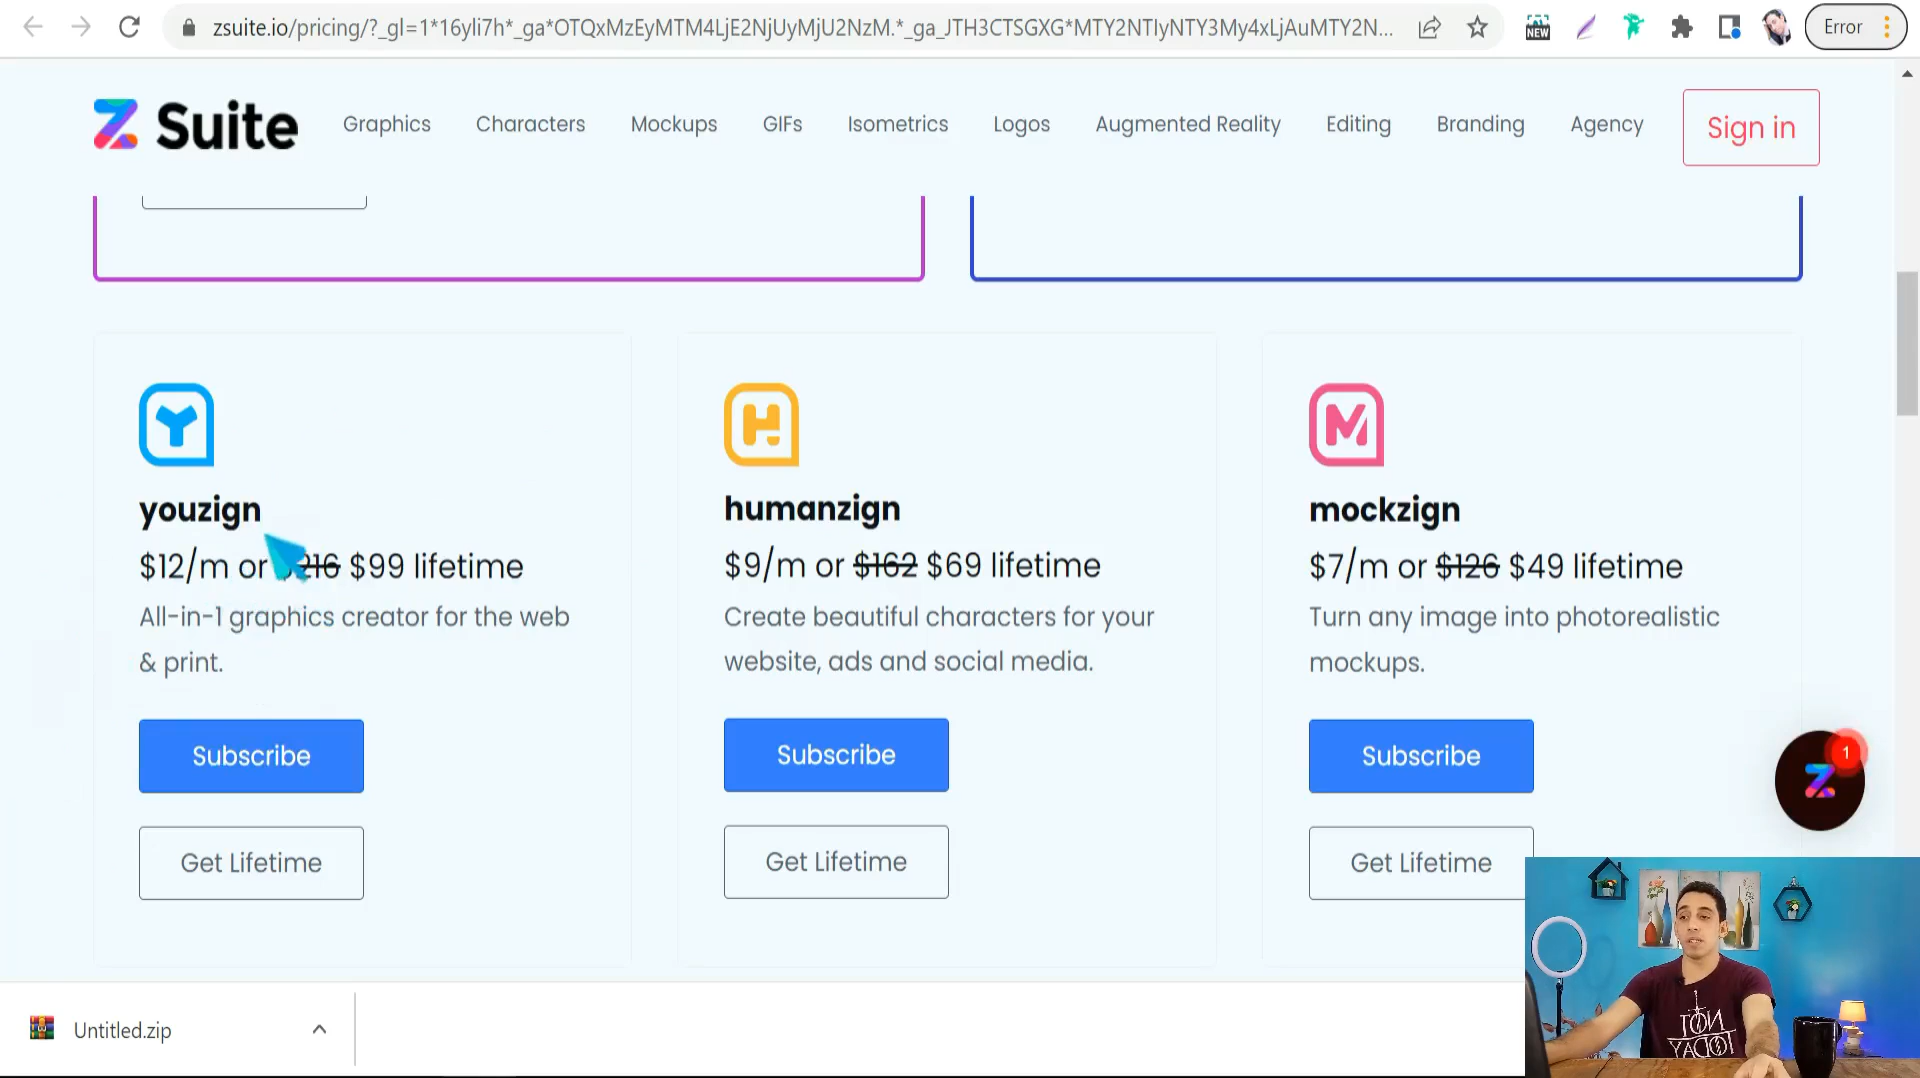 zsuite.io/pricing/?_gl=1*16yli7h*_ga*OTQxMzEyMTM4LjE2NjUyMjU2NzM.*_ga_JTH3CTSGXG*MTY2NTIyNTY3My4xLjAuMTY2N...
NEW
Error
Z Suite
Graphics
Characters
Mockups
GIFs
Isometrics
Logos
Augmented Reality
Editing
Branding
Agency
Sign in
youzign
$12/m or $216 $99 lifetime
All-in-1 graphics creator for the web
& print.
Subscribe
Get Lifetime
humanzign
$9/m or $162 $69 lifetime
Create beautiful characters for your
website, ads and social media.
Subscribe
Get Lifetime
mockzign
$7/m or $126 $49 lifetime
Turn any image into photorealistic
mockups.
Subscribe
Get Lifetime
1
Untitled.zip
NOT
TODAY